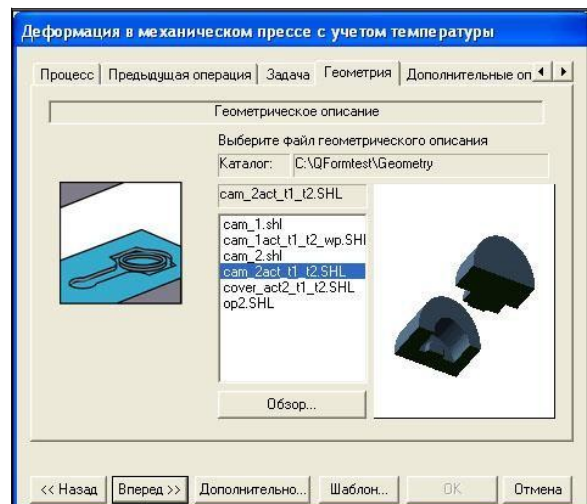 Деформация в механическом прессе с учетом температуры
Процесс Предыдущая операция Задача Геометрия Дополнительные оп
Геометрическое описание
Выберите файл геометрического описания
Каталог: C:\QFormtest\Geometry
cam_2act_t1_t2.SHL
cam_1.shl
cam_1act_t1_t2_wp.SHI
cam_2.shl
cam_2act_t1_t2.SHL
cover_act2_t1_t2.SHL
op2.SHL
Обзор...
<< Назад Вперед >> Дополнительно... Шаблон... OK Отмена